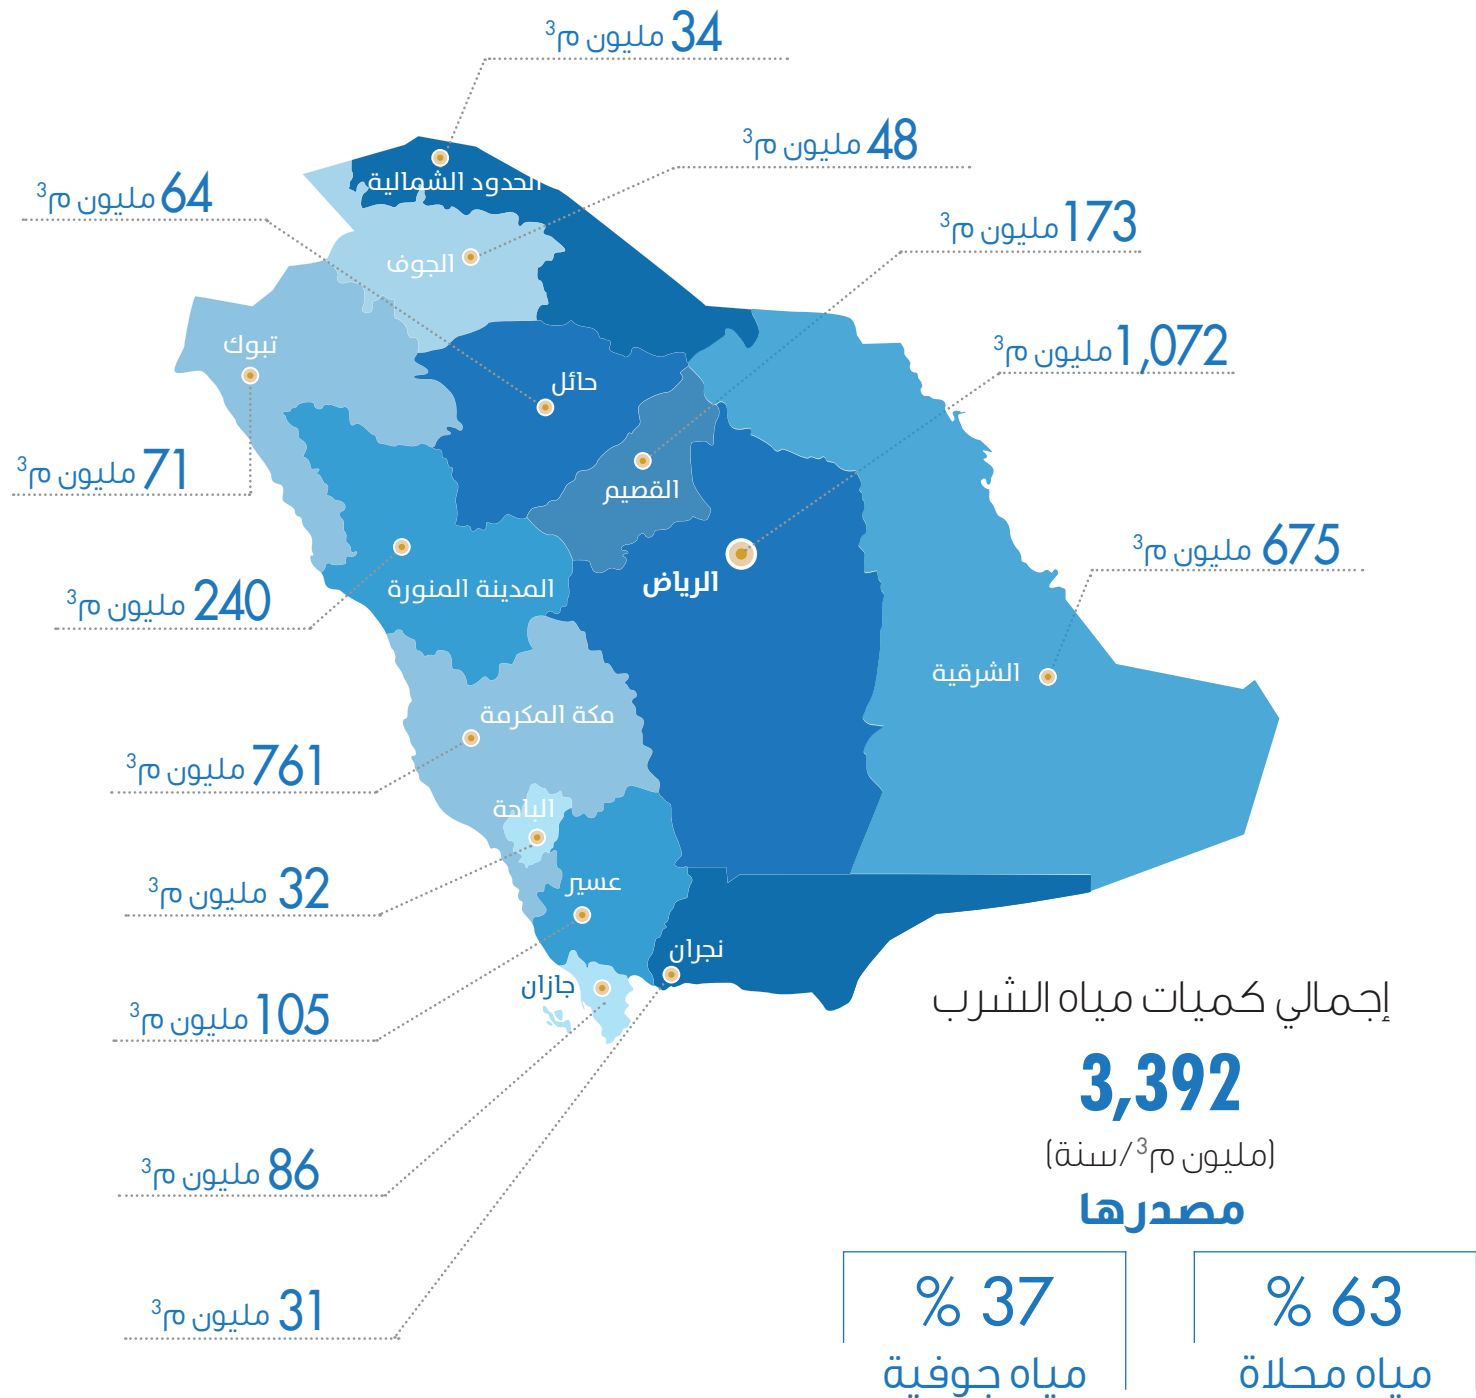 34 مليون م³
48 مليون م³
64 مليون م³
173 مليون م³
1,072 مليون م³
71 مليون م³
675 مليون م³
240 مليون م³
761 مليون م³
32 مليون م³
105 مليون م³
86 مليون م³
31 مليون م³
الحدود الشمالية
الجوف
تبوك
حائل
القصيم
المدينة المنورة
الرياض
الشرقية
مكة المكرمة
الباحة
عسير
نجران
جازان
إجمالي كميات مياه الشرب
3,392
(مليون م³/سنة)
مصدرها
63 %
مياه محلاة
37 %
مياه جوفية